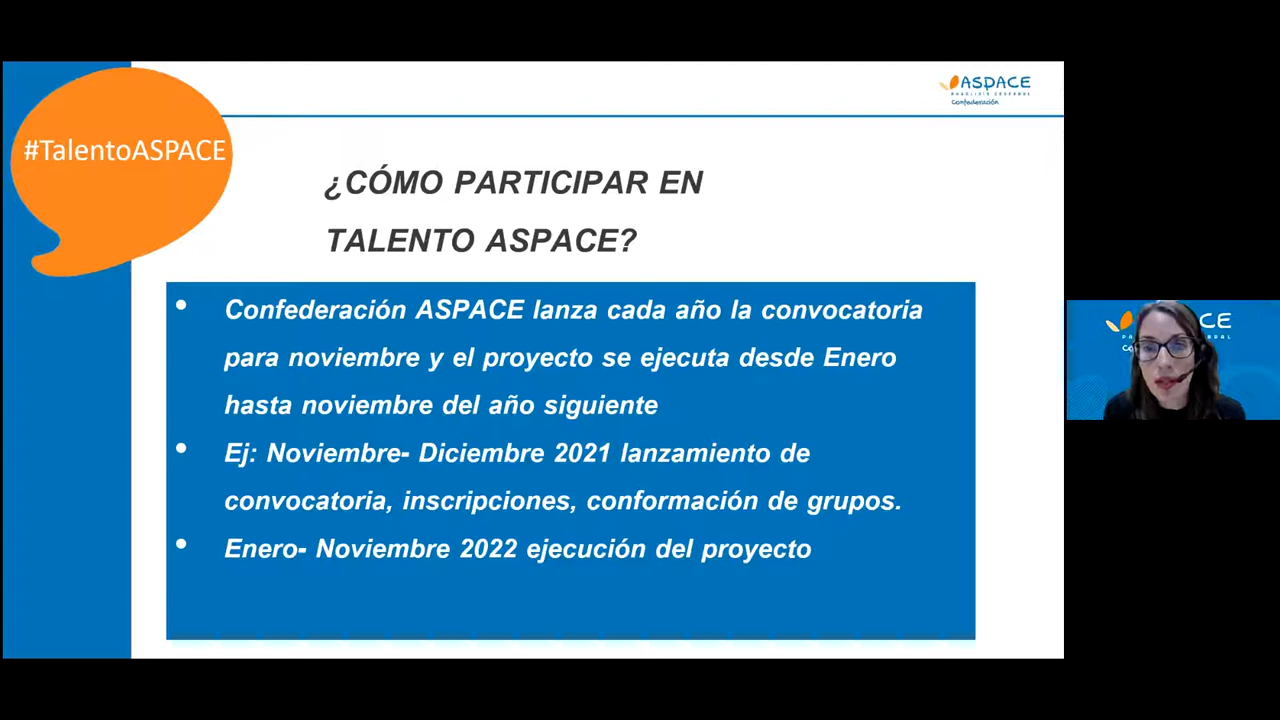 #TalentoASPACE
ASPACE
Confederación
¿CÓMO PARTICIPAR EN
TALENTO ASPACE?
• Confederación ASPACE lanza cada año la convocatoria
para noviembre y el proyecto se ejecuta desde Enero
hasta noviembre del año siguiente
• Ej: Noviembre- Diciembre 2021 lanzamiento de
convocatoria, inscripciones, conformación de grupos.
• Enero- Noviembre 2022 ejecución del proyecto